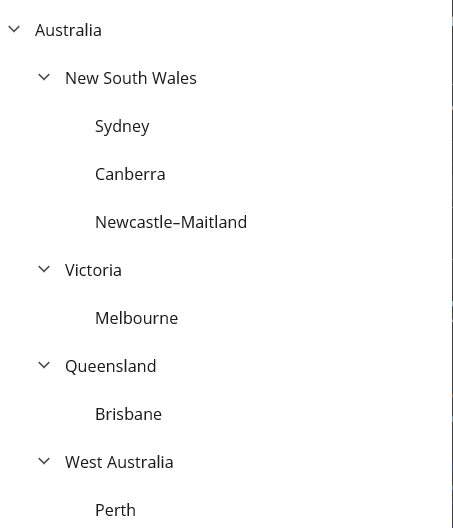 Australia
New South Wales
Sydney
Canberra
Newcastle–Maitland
Victoria
Melbourne
Queensland
Brisbane
West Australia
Perth